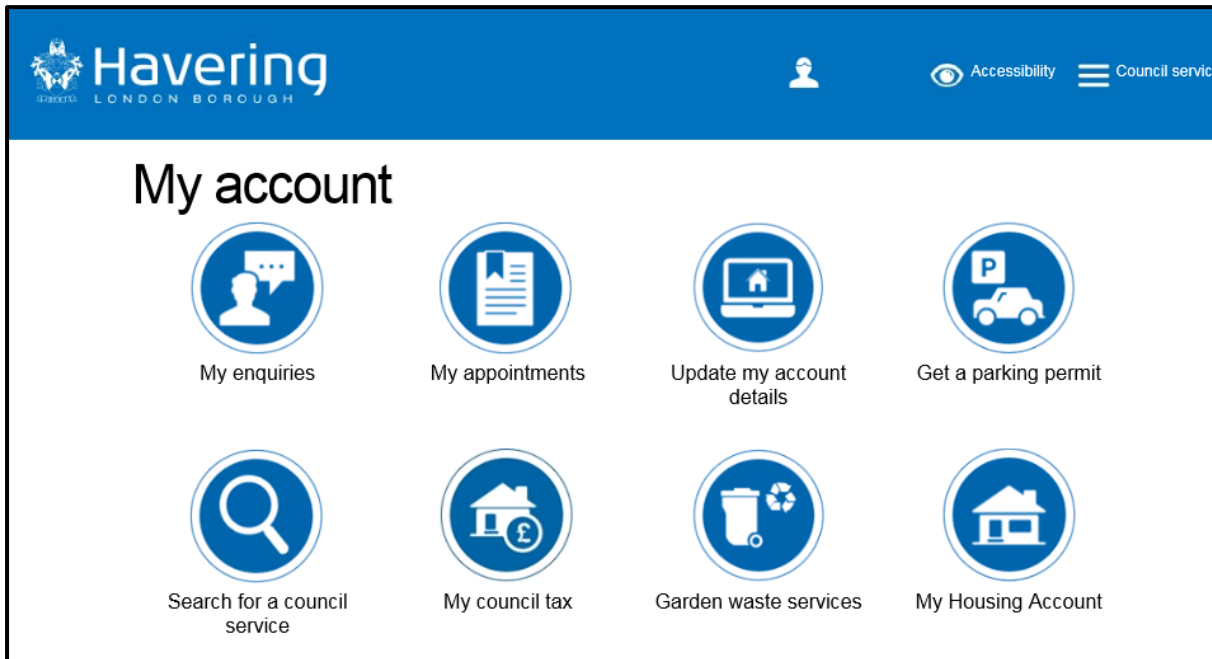 Havering
LONDON BOROUGH
Accessibility
Council servic
My account
My enquiries
My appointments
Update my account
details
P
Get a parking permit
Search for a council
service
£
My council tax
Garden waste services
My Housing Account